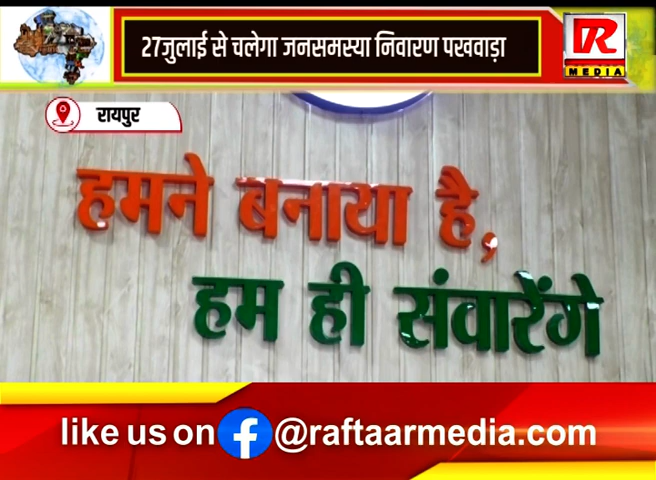 27जुलाई से चलेगा जनसमस्या निवारण पखवाड़ा
R
MEDIA
रायपुर
हमने बनाया है,
हम ही संवारेंगे
like us on f @raftaarmedia.com